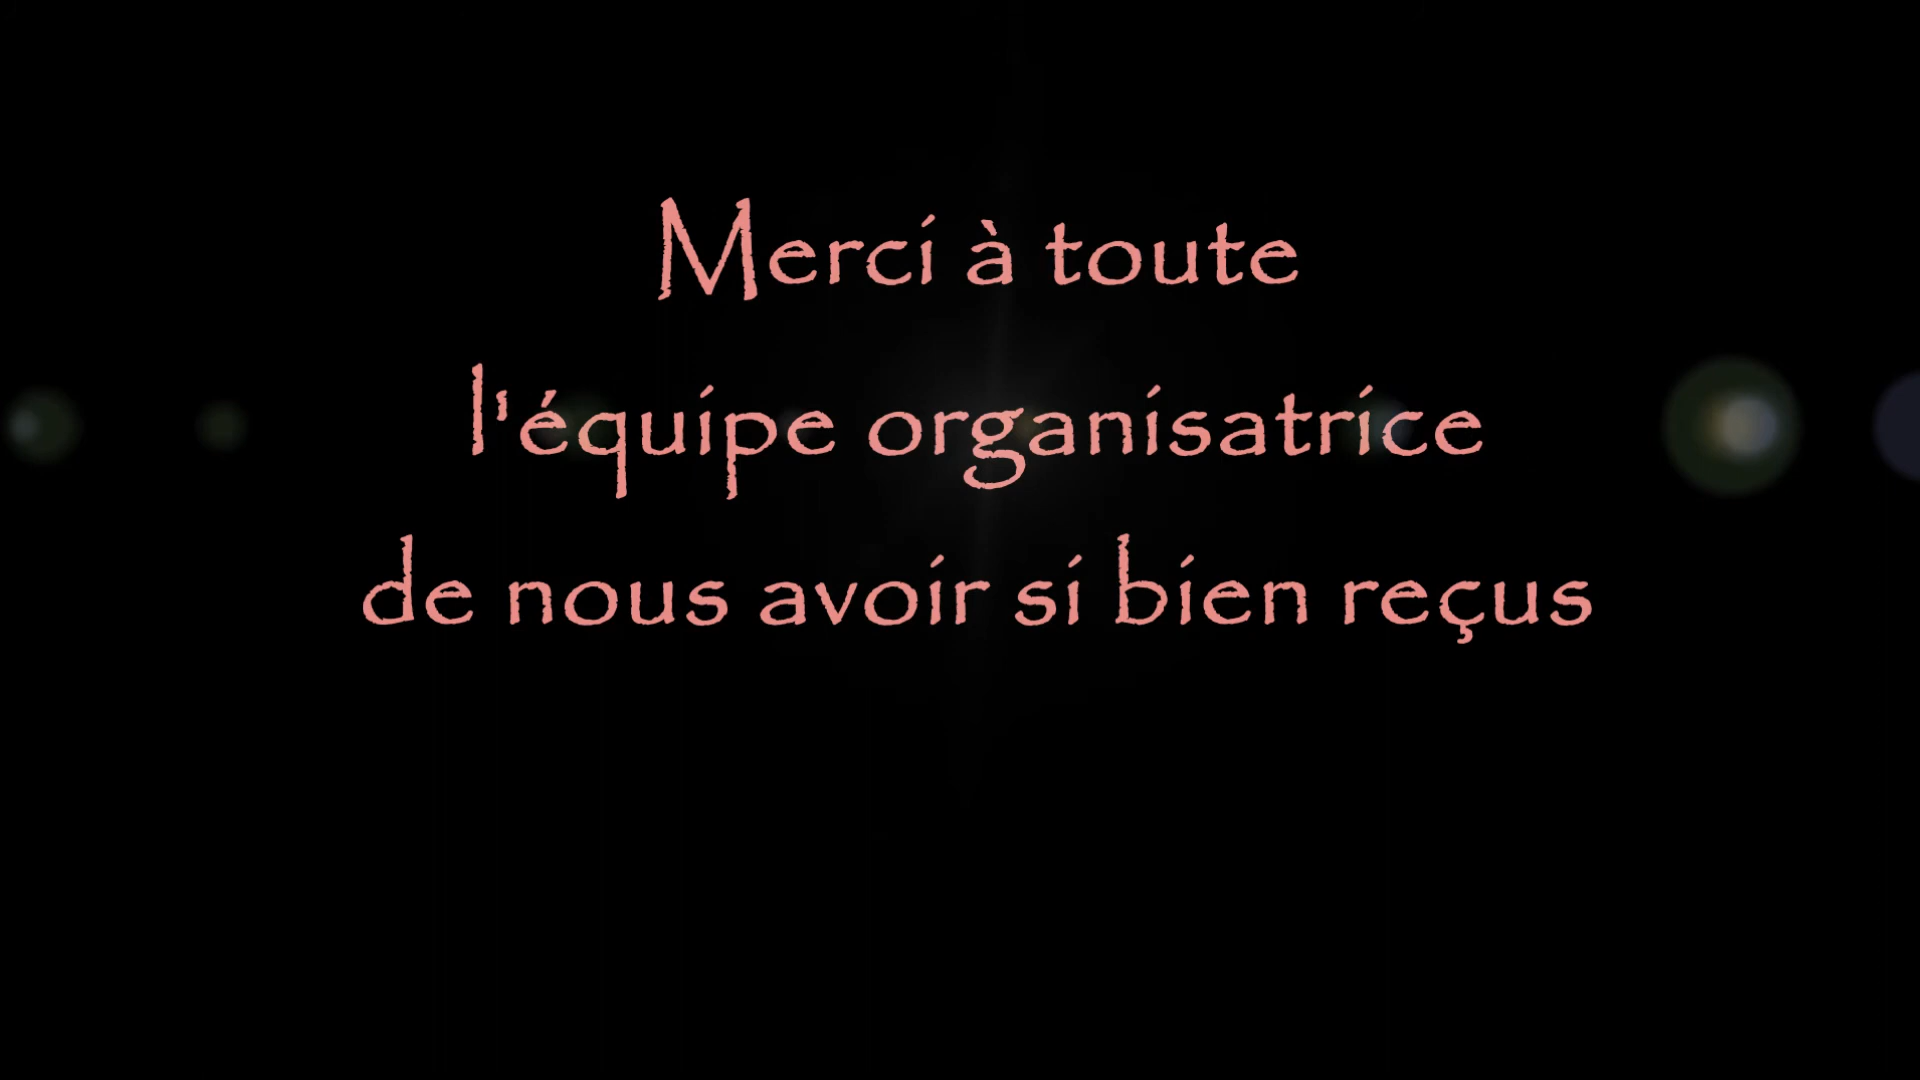 Merci à toute
l'équipe organisatrice
de nous avoir si bien reçus